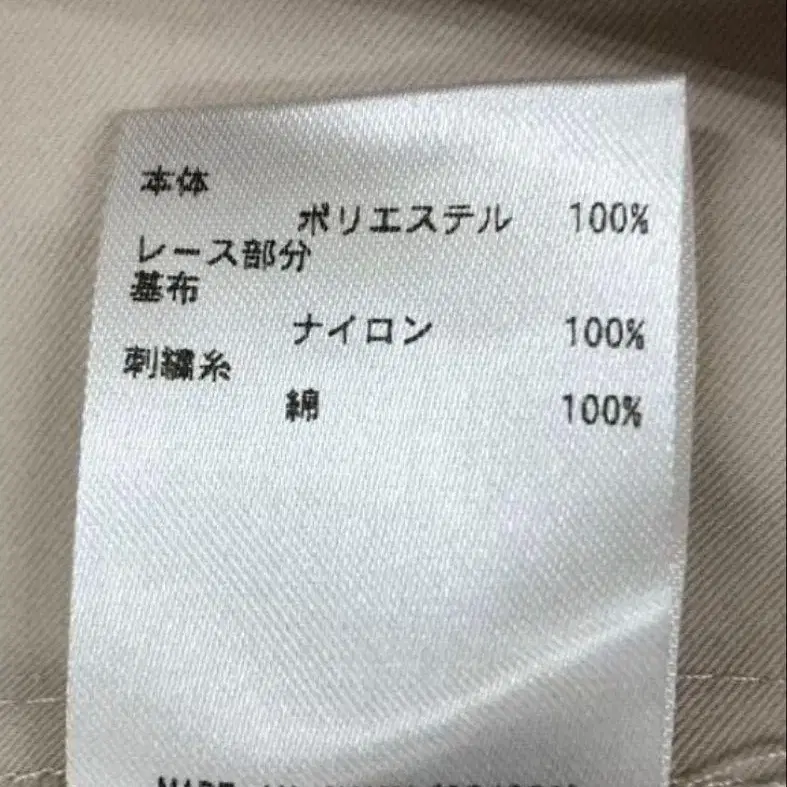 本体
ポリエステル 100%
レース部分
基布
ナイロン 100%
刺繍糸
綿 100%